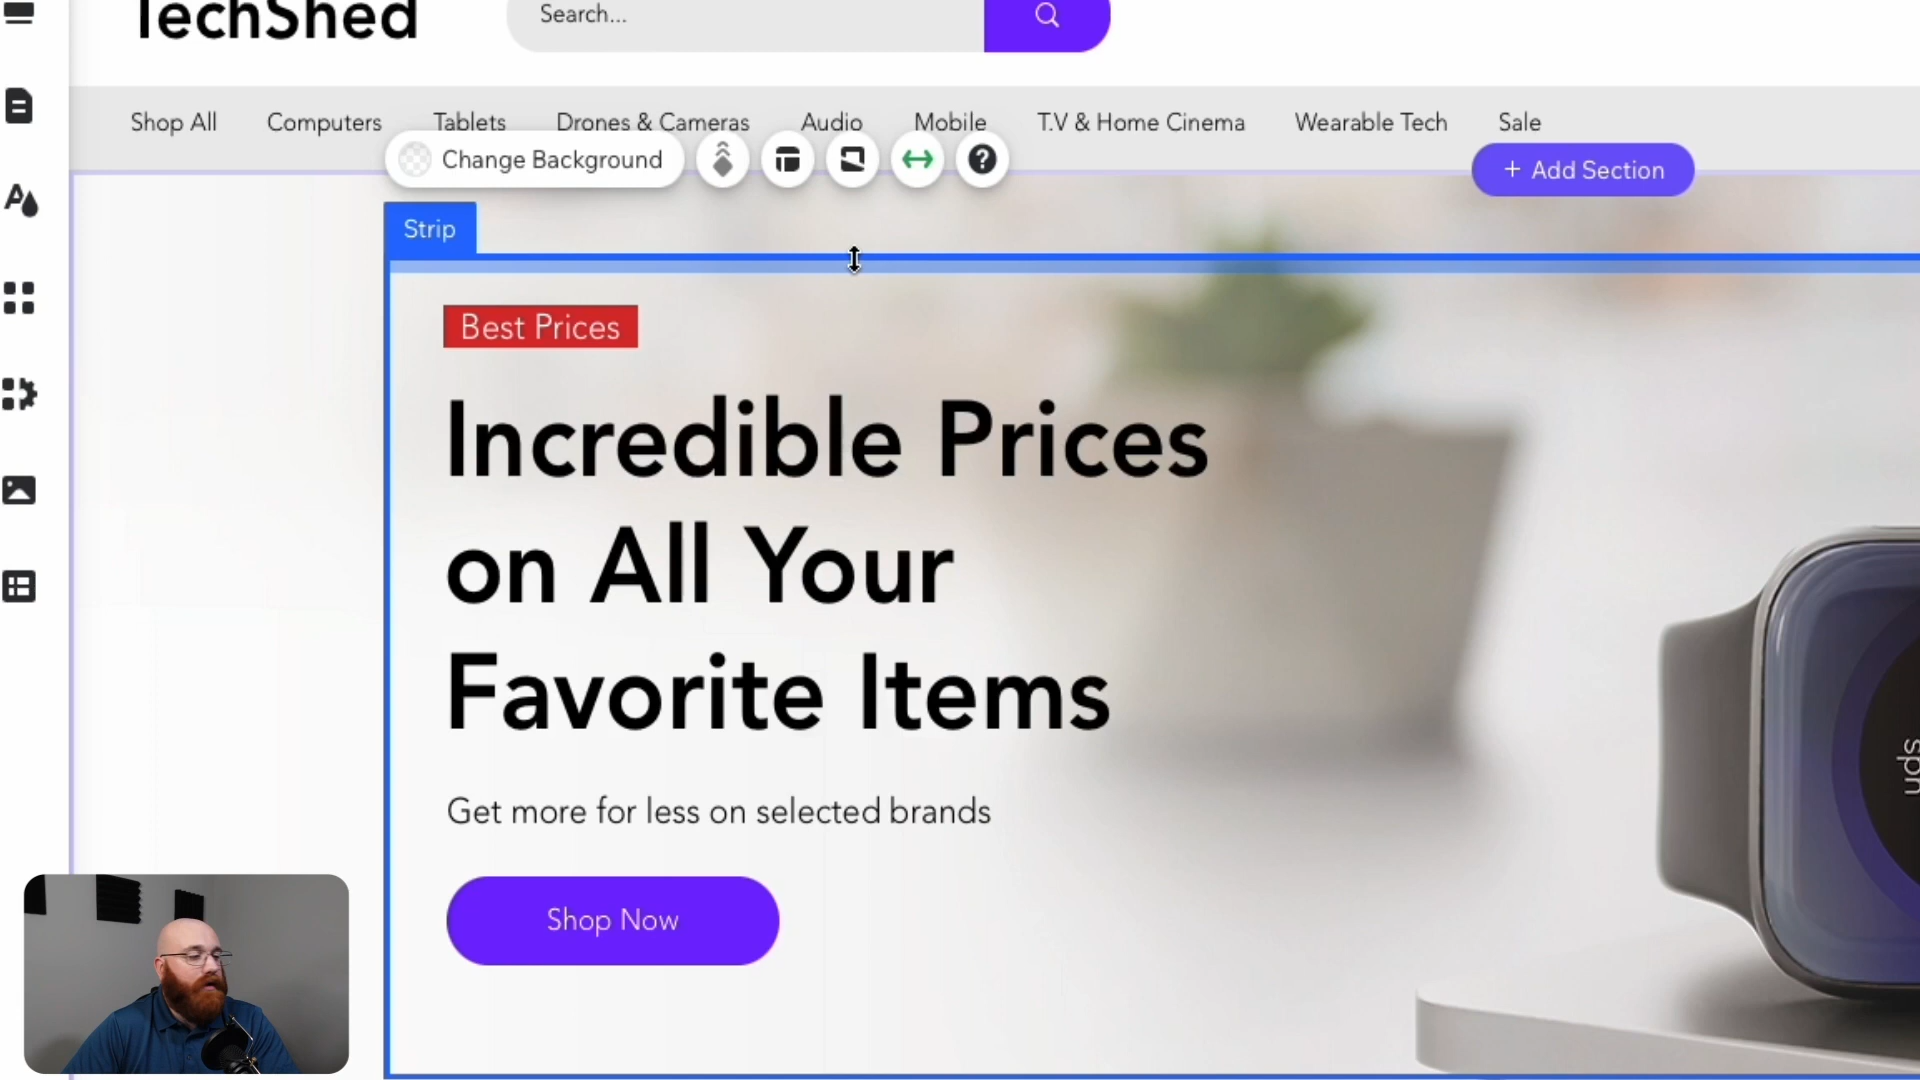 TechShed
Search...
Shop All Computers Tablets Drones & Cameras Audio Mobile T.V & Home Cinema Wearable Tech Sale
Change Background
?
+ Add Section
Strip
Best Prices
Incredible Prices
on All Your
Favorite Items
Get more for less on selected brands
Shop Now